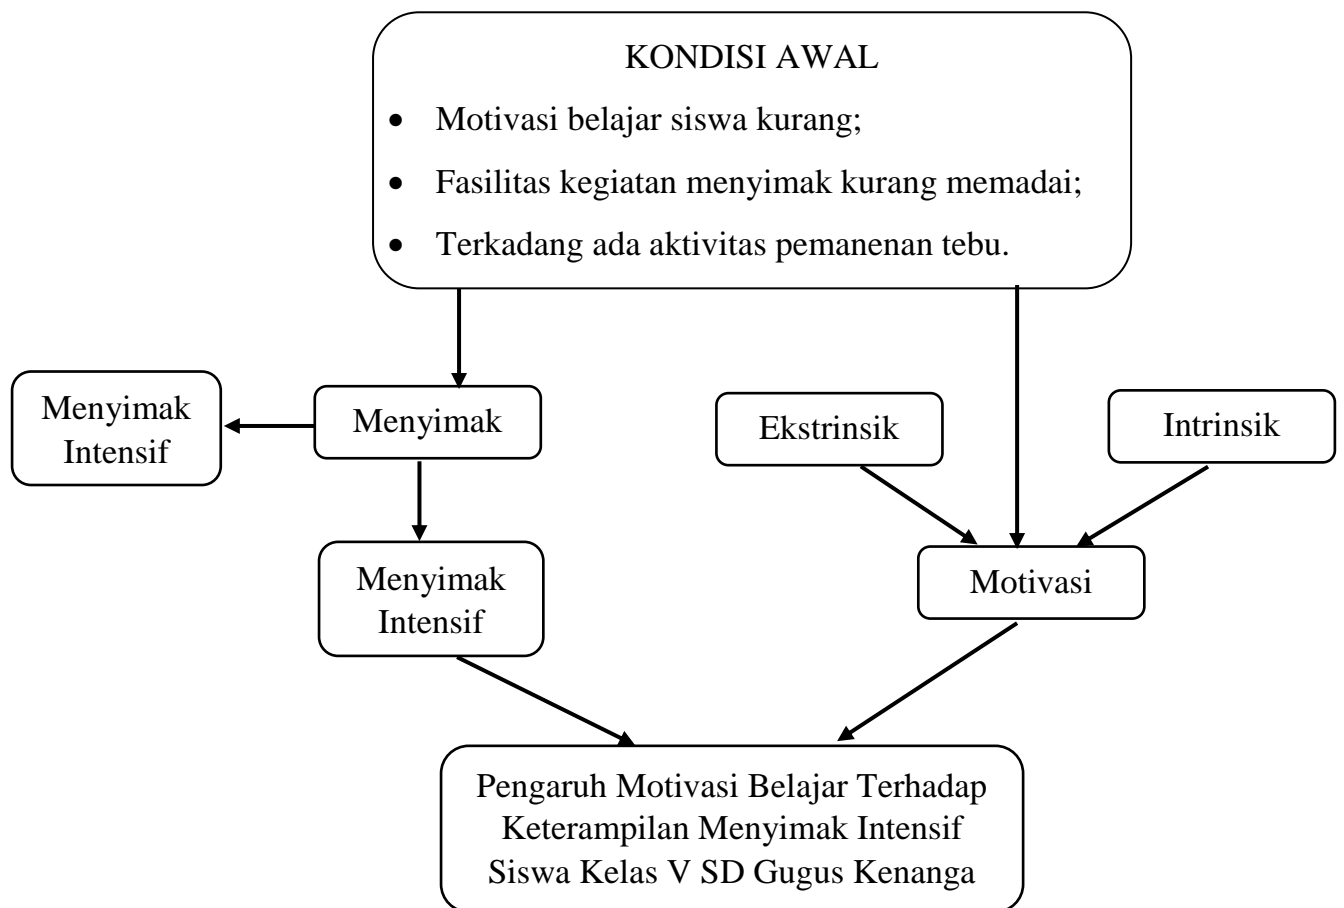 KONDISI AWAL
• Motivasi belajar siswa kurang;
• Fasilitas kegiatan menyimak kurang memadai;
• Terkadang ada aktivitas pemanenan tebu.
Menyimak
Intensif
Menyimak
Ekstrinsik
Intrinsik
Menyimak
Intensif
Motivasi
Pengaruh Motivasi Belajar Terhadap
Keterampilan Menyimak Intensif
Siswa Kelas V SD Gugus Kenanga